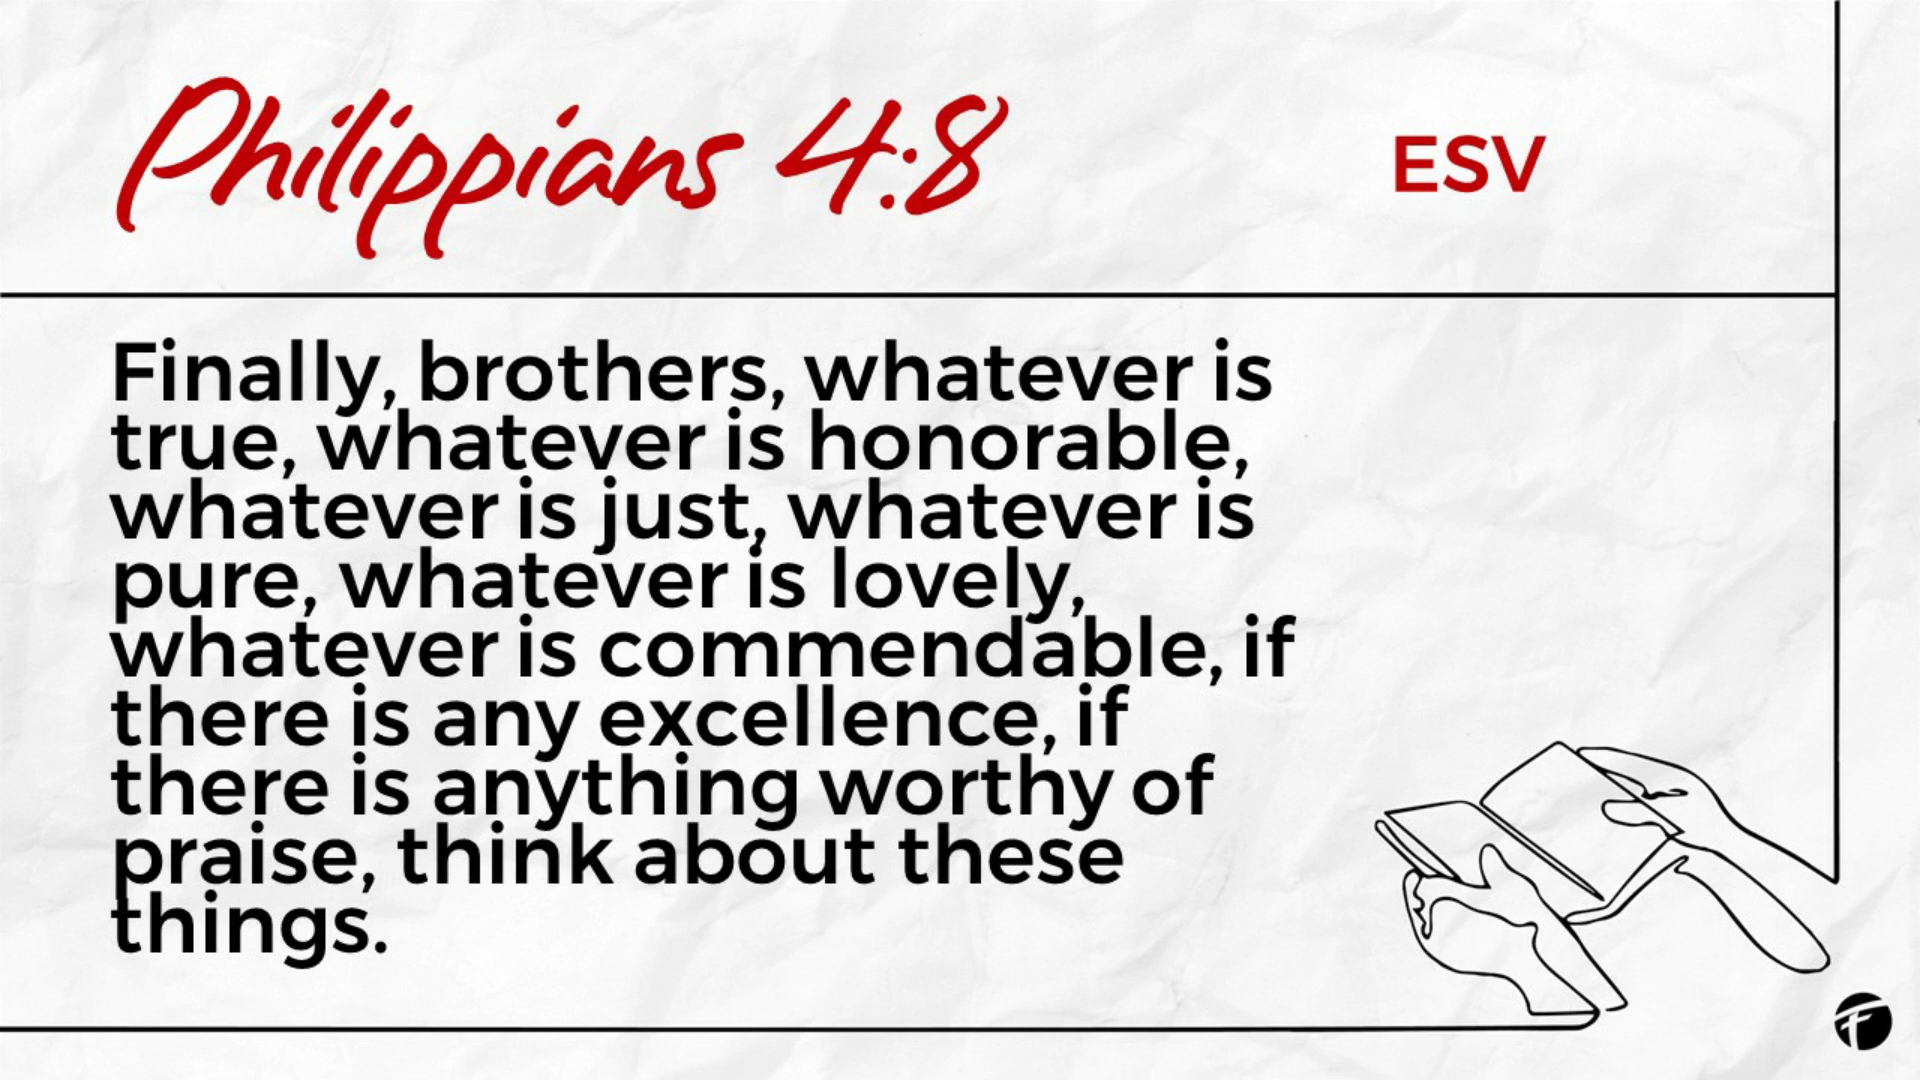 Philippians 4:8
ESV
Finally, brothers, whatever is
true, whatever is honorable,
whatever is just, whatever is
pure, whatever is lovely,
whatever is commendable, if
there is any excellence, if
there is anything worthy of
praise, think about these
things.